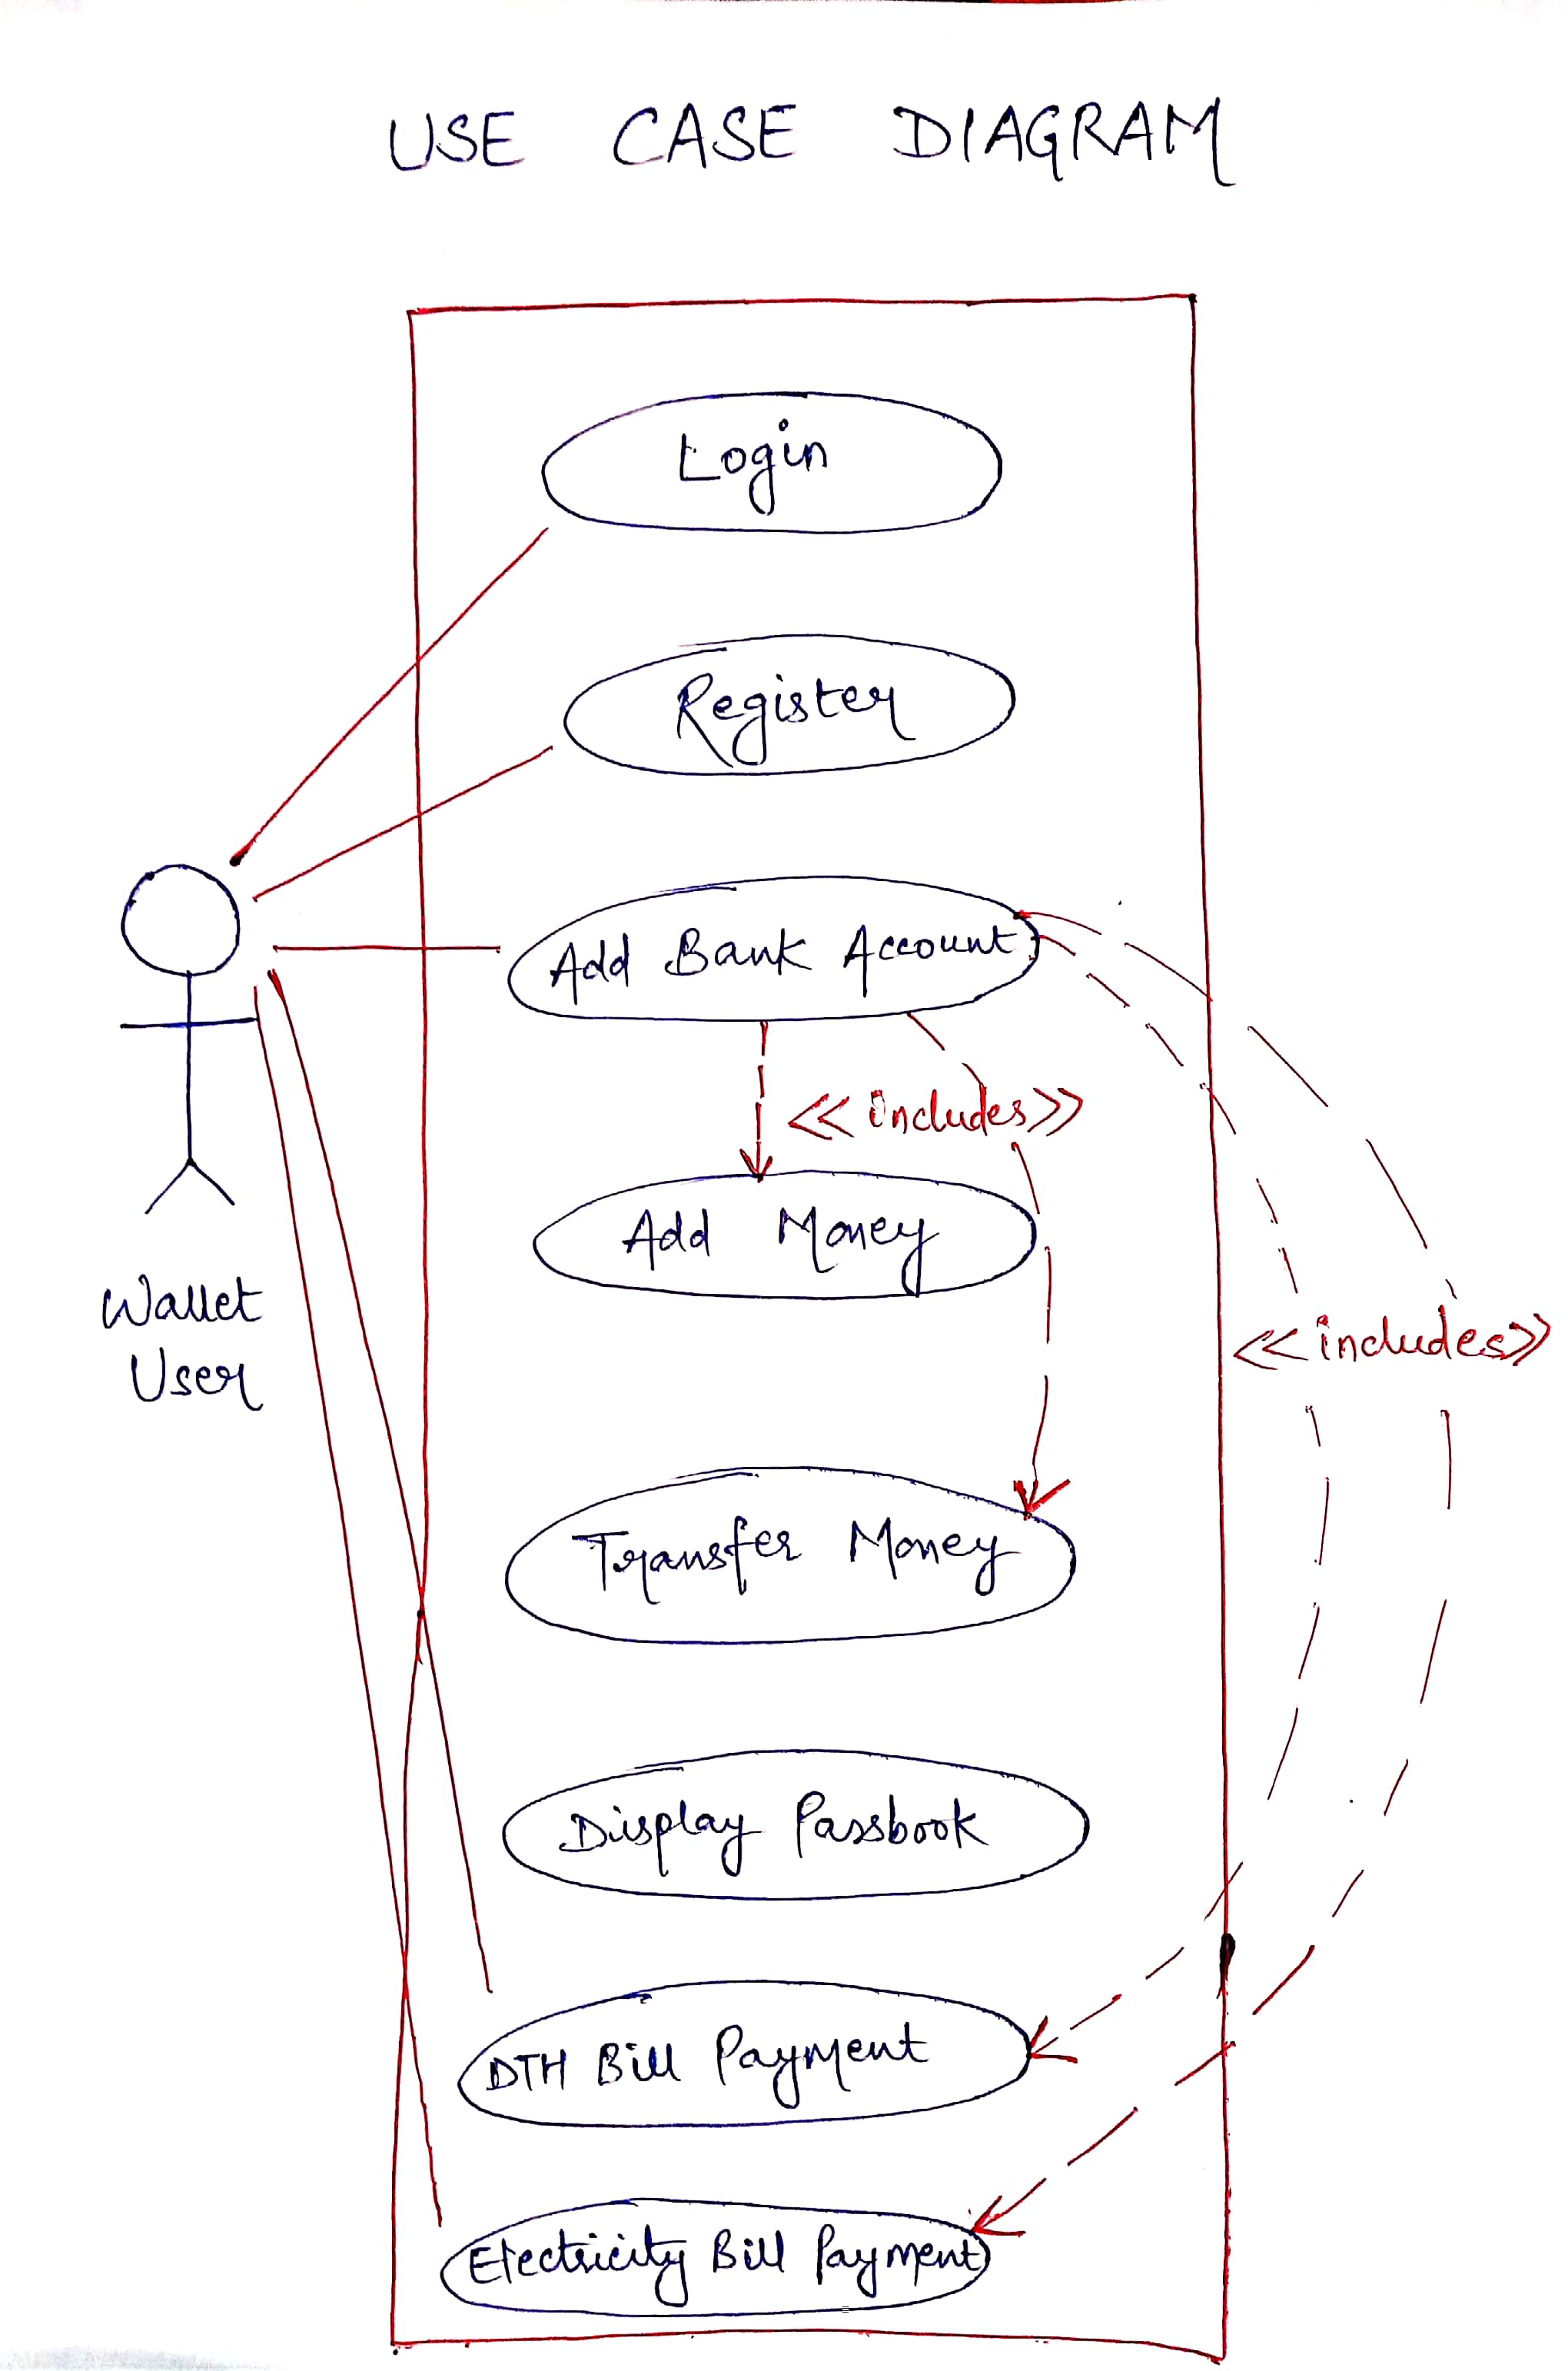 USE CASE DIAGRAM
Login
Register
Add Bank Account
<<includes>>
Add Money
Wallet
User
<<includes>>
Transfer Money
Display Passbook
DTH Bill Payment
Electricity Bill Payment